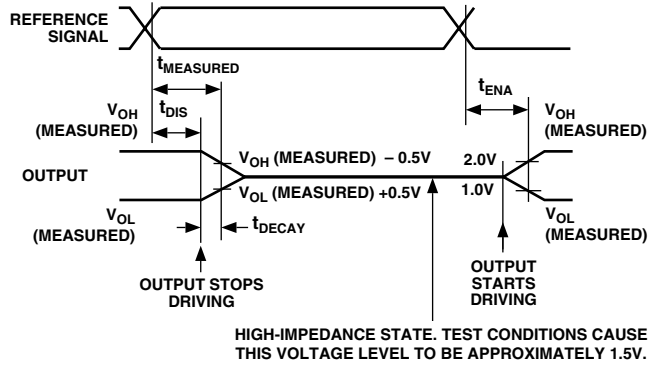 REFERENCE
SIGNAL
tMEASURED
tENA
VOH
(MEASURED)
tDIS
VOH
(MEASURED)
VOH (MEASURED) – 0.5V
2.0V
OUTPUT
VOL (MEASURED) +0.5V
1.0V
VOL
(MEASURED)
tDECAY
VOL
(MEASURED)
OUTPUT STOPS
DRIVING
OUTPUT
STARTS
DRIVING
HIGH-IMPEDANCE STATE. TEST CONDITIONS CAUSE
THIS VOLTAGE LEVEL TO BE APPROXIMATELY 1.5V.